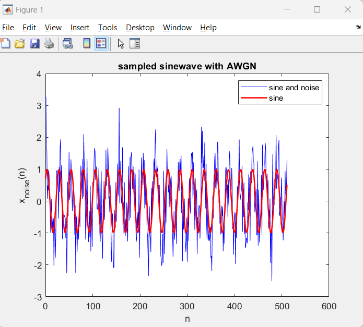 Figure 1
File Edit View Insert Tools Desktop Window Help
sampled sinewave with AWGN
sine and noise
sine
4
3
2
1
0
-1
-2
-3
x_noise(n)
0 100 200 300 400 500 600
n